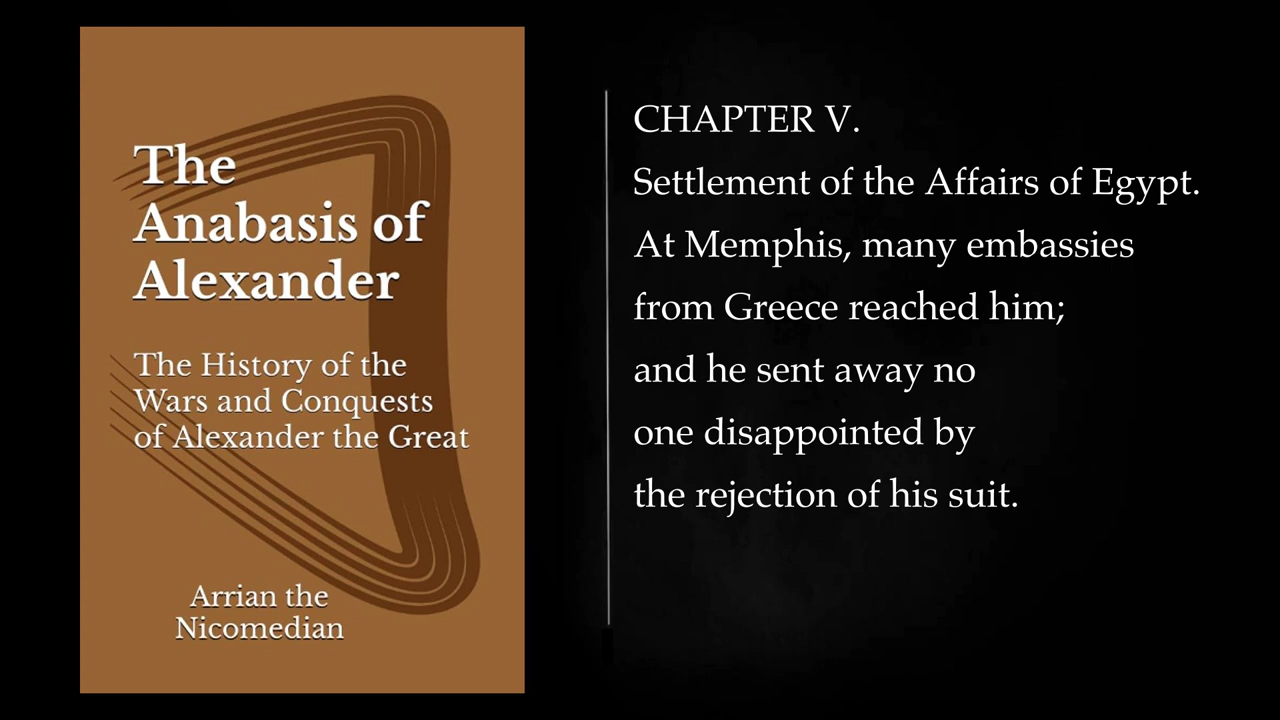 The
Anabasis of
Alexander
The History of the
Wars and Conquests
of Alexander the Great
Arrian the
Nicomedian
CHAPTER V.
Settlement of the Affairs of Egypt.
At Memphis, many embassies
from Greece reached him;
and he sent away no
one disappointed by
the rejection of his suit.